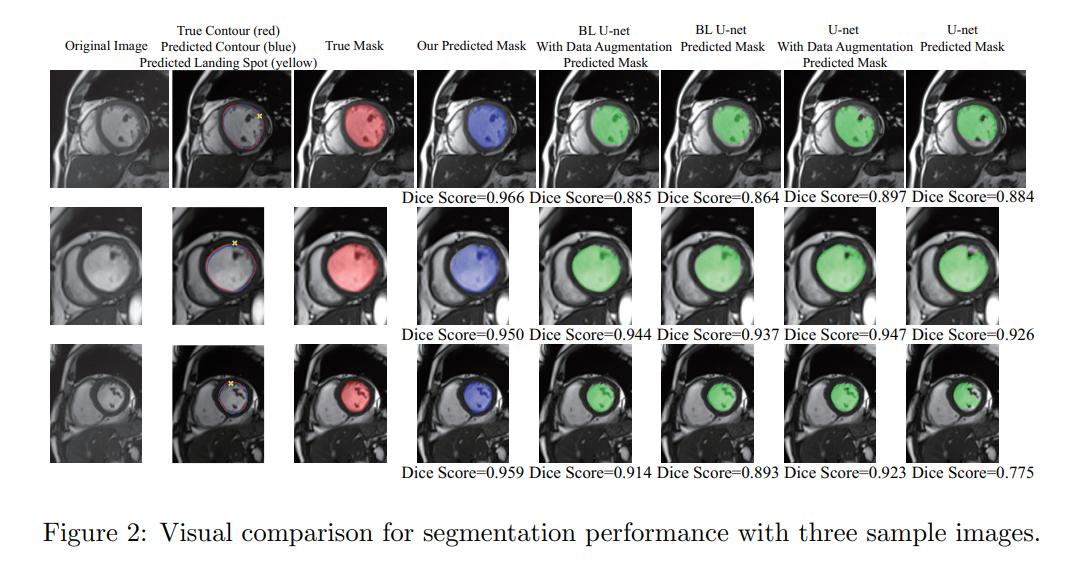 Original Image
True Contour (red)
Predicted Contour (blue)
Predicted Landing Spot (yellow)
True Mask
Our Predicted Mask
BL U-net
With Data Augmentation
Predicted Mask
BL U-net
Predicted Mask
U-net
With Data Augmentation
Predicted Mask
U-net
Predicted Mask
Dice Score=0.966 Dice Score=0.885 Dice Score=0.864 Dice Score=0.897 Dice Score=0.884
Dice Score=0.950 Dice Score=0.944 Dice Score=0.937 Dice Score=0.947 Dice Score=0.926
Dice Score=0.959 Dice Score=0.914 Dice Score=0.893 Dice Score=0.923 Dice Score=0.775
Figure 2: Visual comparison for segmentation performance with three sample images.